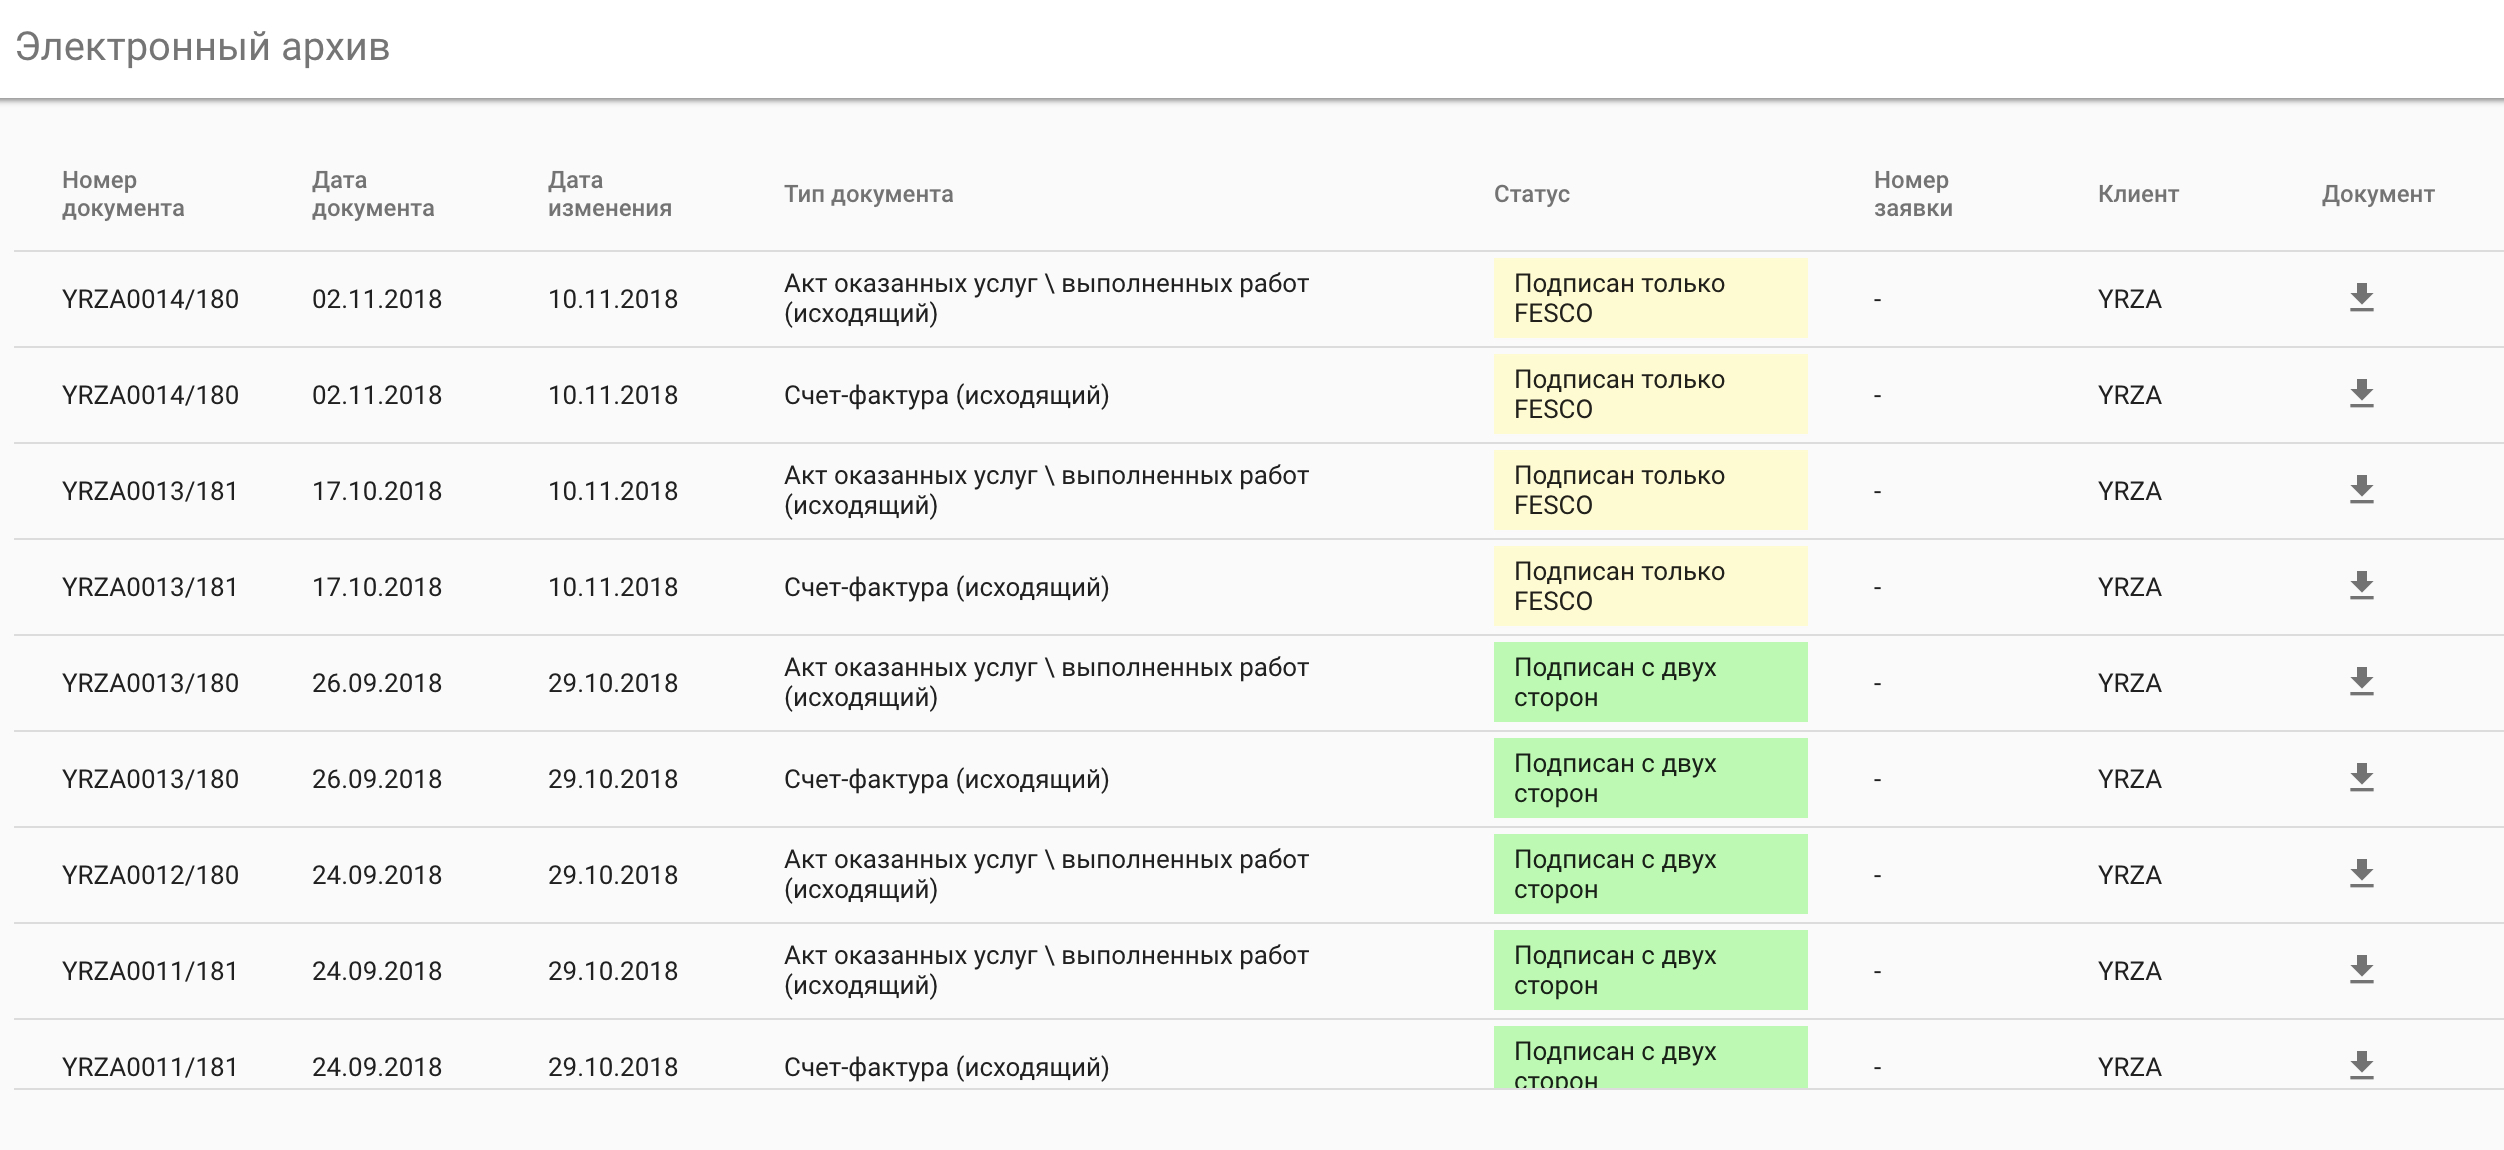 Электронный архив
Номер документа Дата документа Дата изменения Тип документа Статус Номер заявки Клиент Документ
YRZA0014/180 02.11.2018 10.11.2018 Акт оказанных услуг \ выполненных работ (исходящий) Подписан только FESCO - YRZA
YRZA0014/180 02.11.2018 10.11.2018 Счет-фактура (исходящий) Подписан только FESCO - YRZA
YRZA0013/181 17.10.2018 10.11.2018 Акт оказанных услуг \ выполненных работ (исходящий) Подписан только FESCO - YRZA
YRZA0013/181 17.10.2018 10.11.2018 Счет-фактура (исходящий) Подписан только FESCO - YRZA
YRZA0013/180 26.09.2018 29.10.2018 Акт оказанных услуг \ выполненных работ (исходящий) Подписан с двух сторон - YRZA
YRZA0013/180 26.09.2018 29.10.2018 Счет-фактура (исходящий) Подписан с двух сторон - YRZA
YRZA0012/180 24.09.2018 29.10.2018 Акт оказанных услуг \ выполненных работ (исходящий) Подписан с двух сторон - YRZA
YRZA0011/181 24.09.2018 29.10.2018 Акт оказанных услуг \ выполненных работ (исходящий) Подписан с двух сторон - YRZA
YRZA0011/181 24.09.2018 29.10.2018 Счет-фактура (исходящий) Подписан с двух сторон - YRZA